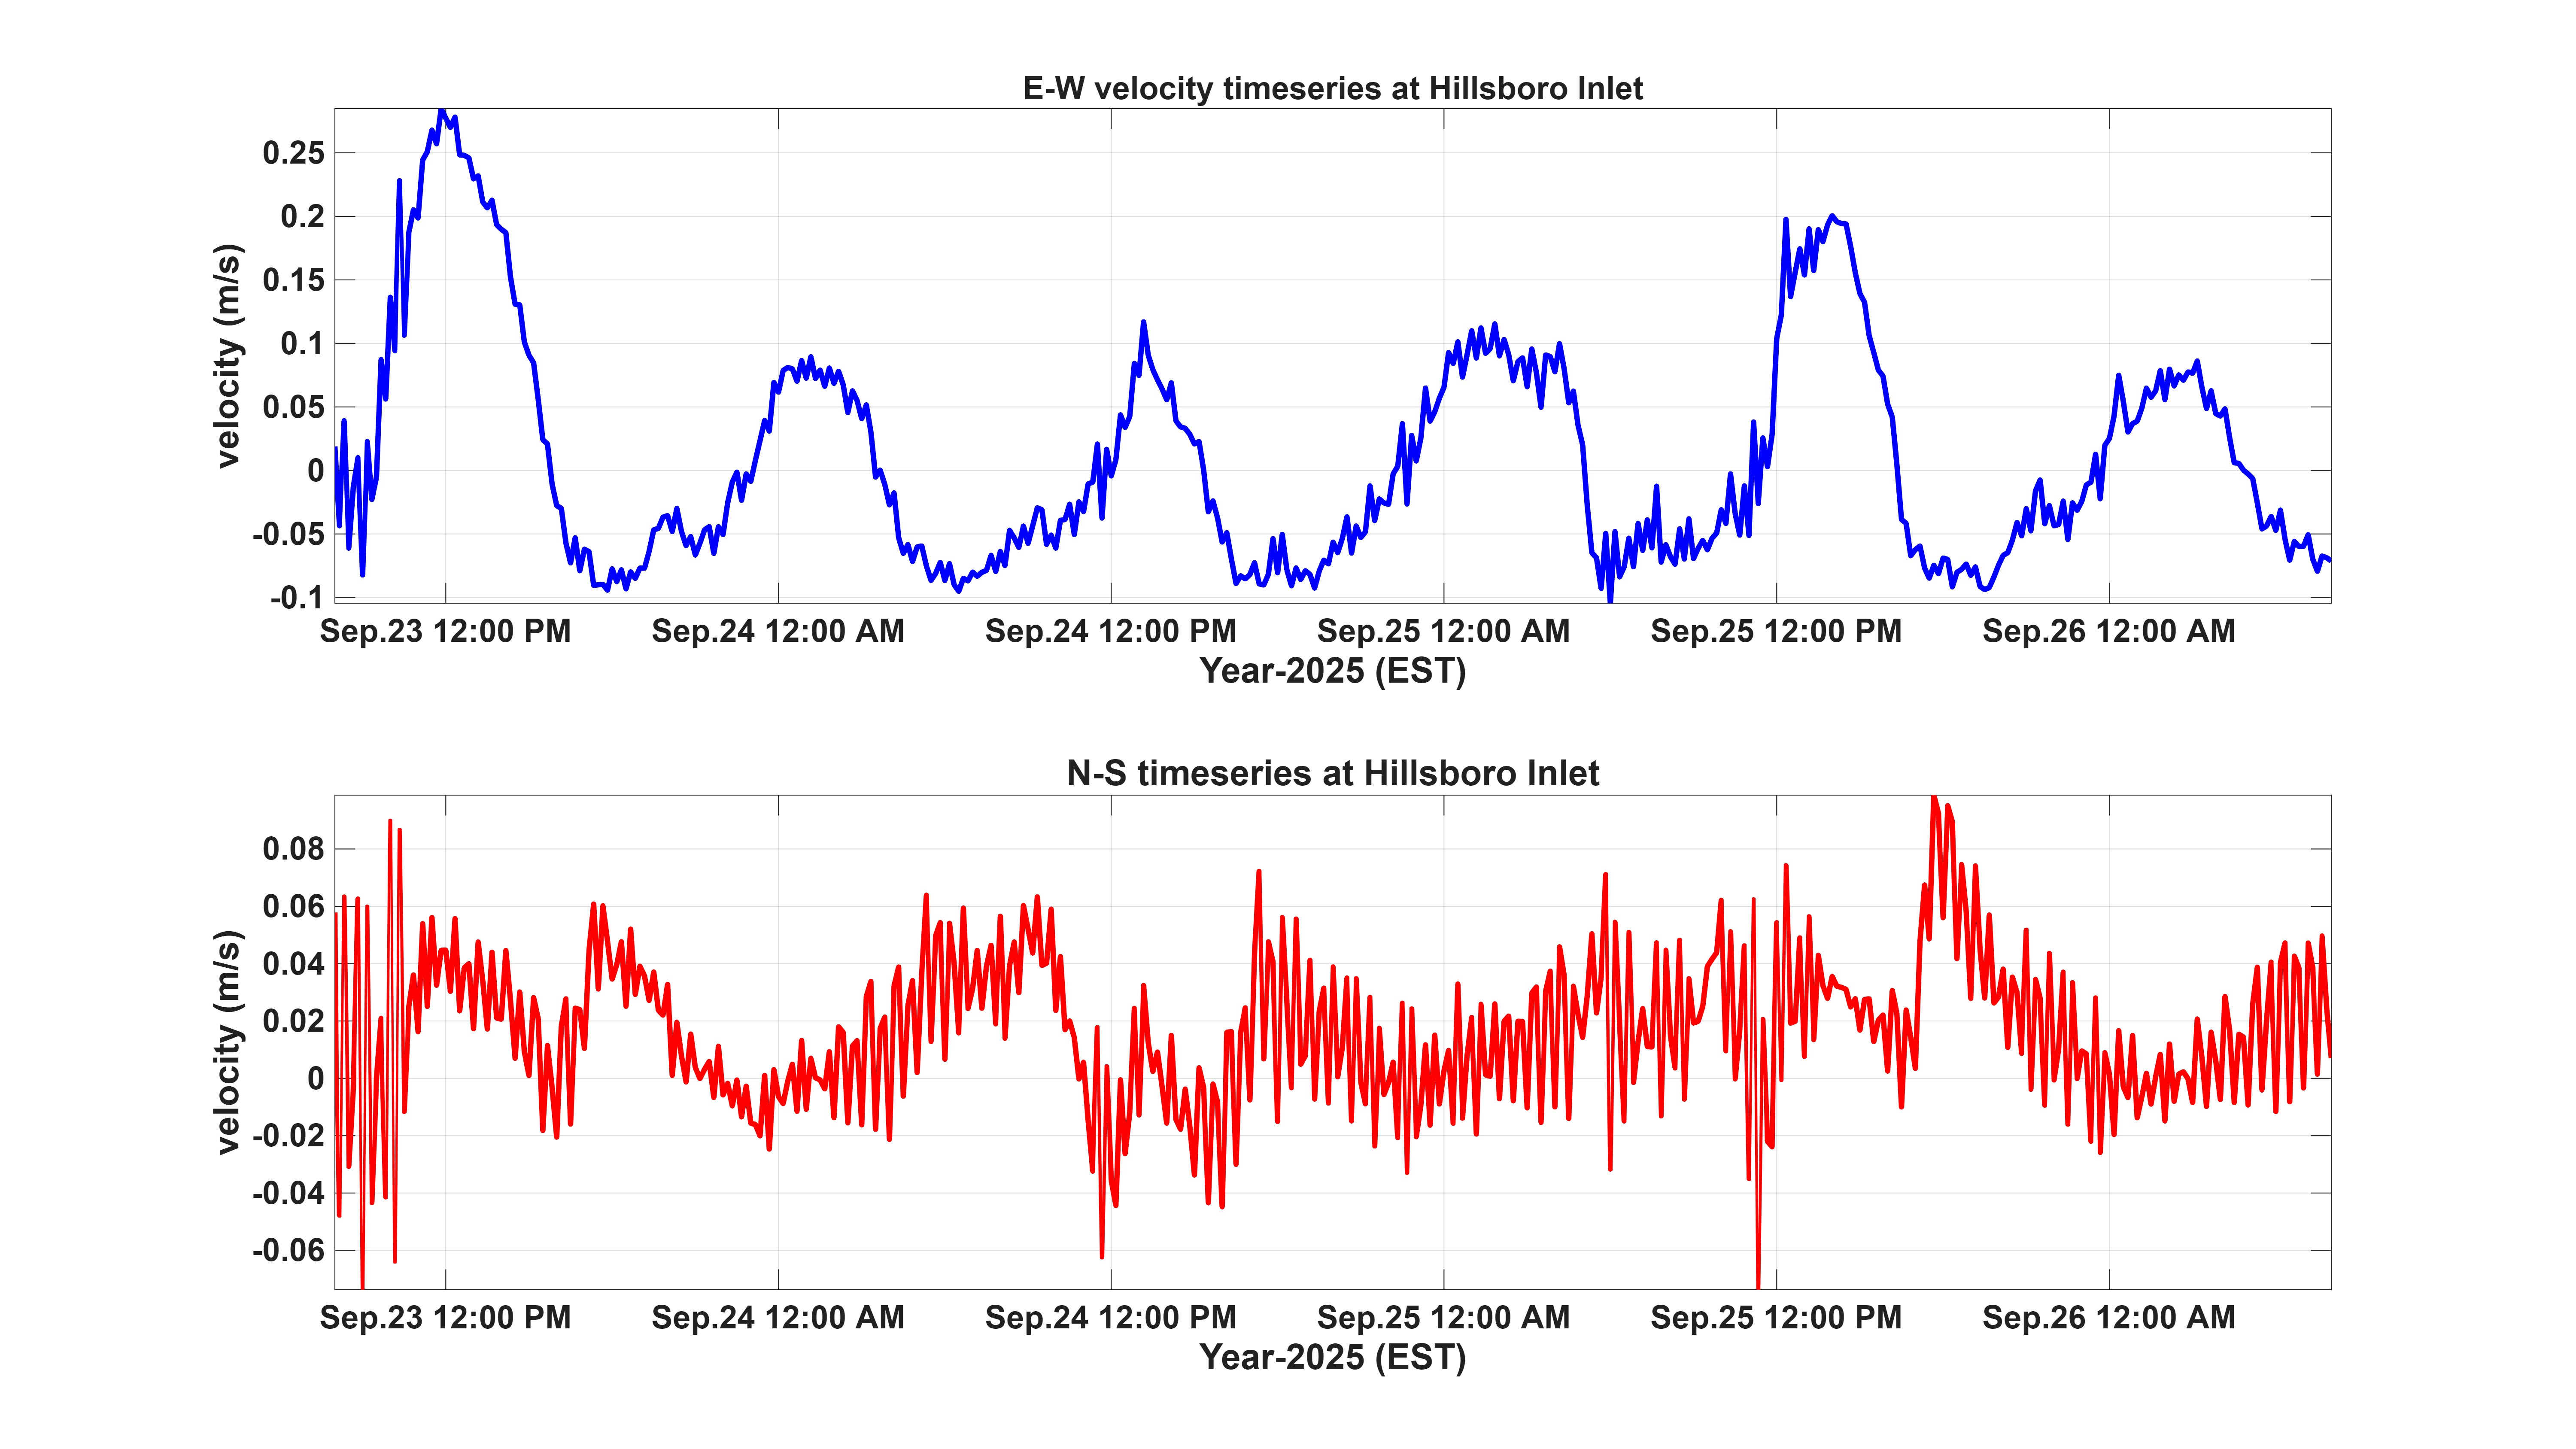 E-W velocity timeseries at Hillsboro Inlet
velocity (m/s)
0.25
0.2
0.15
0.1
0.05
0
-0.05
-0.1
Sep.23 12:00 PM
Sep.24 12:00 AM
Sep.24 12:00 PM
Sep.25 12:00 AM
Sep.25 12:00 PM
Sep.26 12:00 AM
Year-2025 (EST)
N-S timeseries at Hillsboro Inlet
velocity (m/s)
0.08
0.06
0.04
0.02
0
-0.02
-0.04
-0.06
Sep.23 12:00 PM
Sep.24 12:00 AM
Sep.24 12:00 PM
Sep.25 12:00 AM
Sep.25 12:00 PM
Sep.26 12:00 AM
Year-2025 (EST)